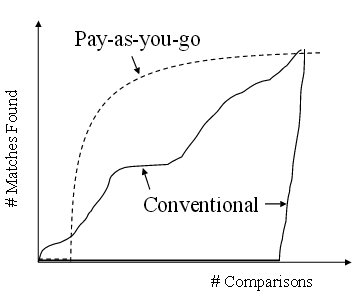 Pay-as-you-go
# Matches Found
Conventional
# Comparisons